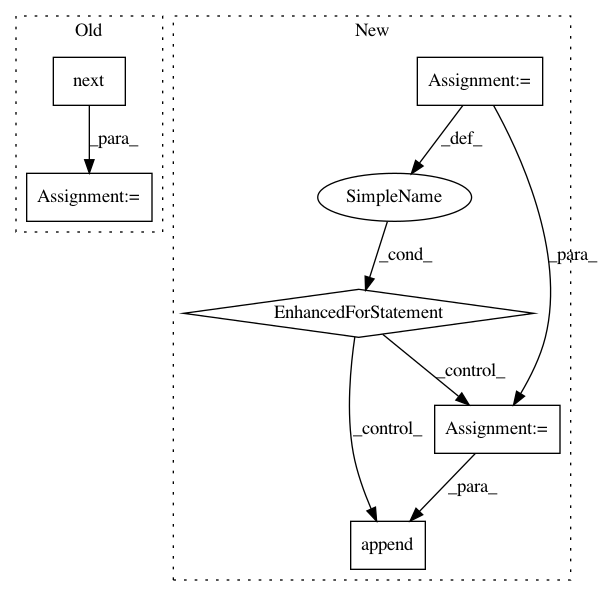 Old
New
next
Assignment:=
_para_
_def_
Assignment:=
SimpleName
_cond_
_para_
EnhancedForStatement
_control_
_control_
Assignment:=
_para_
append